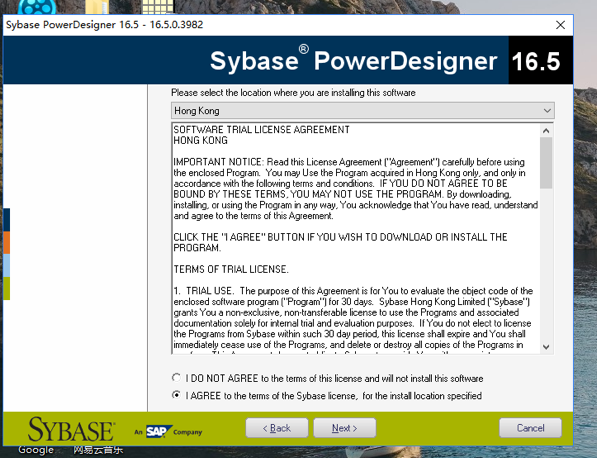 Sybase PowerDesigner 16.5 - 16.5.0.3982
Sybase® PowerDesigner 16.5
Please select the location where you are installing this software
Hong Kong
SOFTWARE TRIAL LICENSE AGREEMENT
HONG KONG
IMPORTANT NOTICE: Read this License Agreement ("Agreement") carefully before using
the enclosed Program. You may Use the Program acquired in Hong Kong only, and only in
accordance with the following terms and conditions. IF YOU DO NOT AGREE TO BE
BOUND BY THESE TERMS, YOU MAY NOT USE THE PROGRAM. By downloading,
installing, or using the Program in any way, You acknowledge that You have read, understand
and agree to the terms of this Agreement.
CLICK THE "I AGREE" BUTTON IF YOU WISH TO DOWNLOAD OR INSTALL THE
PROGRAM.
TERMS OF TRIAL LICENSE.
1. TRIAL USE. The purpose of this Agreement is for You to evaluate the object code of the
enclosed software program ("Program") for 30 days. Sybase Hong Kong Limited ("Sybase")
grants You a non-exclusive, non-transferable license to use the Programs and associated
documentation solely for internal trial and evaluation purposes. If You do not elect to license
the Programs from Sybase within such 30 day period, this license shall expire and You shall
immediately cease use of the Programs, and delete or destroy all copies of the Programs in
I DO NOT AGREE to the terms of this license and will not install this software
I AGREE to the terms of the Sybase license, for the install location specified
SYBASE An SAP Company
< Back
Next >
Cancel
Google
网易云音乐